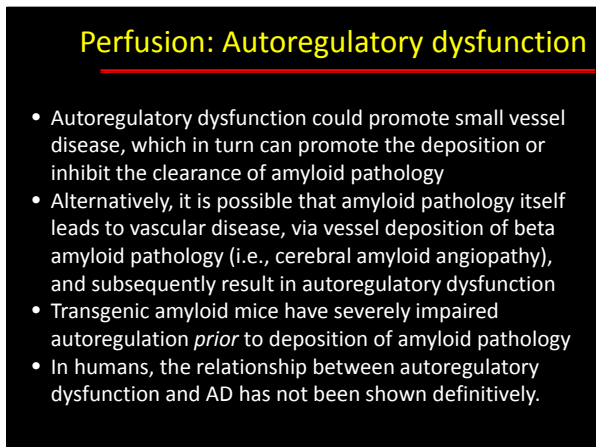 Perfusion: Autoregulatory dysfunction
• Autoregulatory dysfunction could promote small vessel
disease, which in turn can promote the deposition or
inhibit the clearance of amyloid pathology
• Alternatively, it is possible that amyloid pathology itself
leads to vascular disease, via vessel deposition of beta
amyloid pathology (i.e., cerebral amyloid angiopathy),
and subsequently result in autoregulatory dysfunction
• Transgenic amyloid mice have severely impaired
autoregulation prior to deposition of amyloid pathology
• In humans, the relationship between autoregulatory
dysfunction and AD has not been shown definitively.